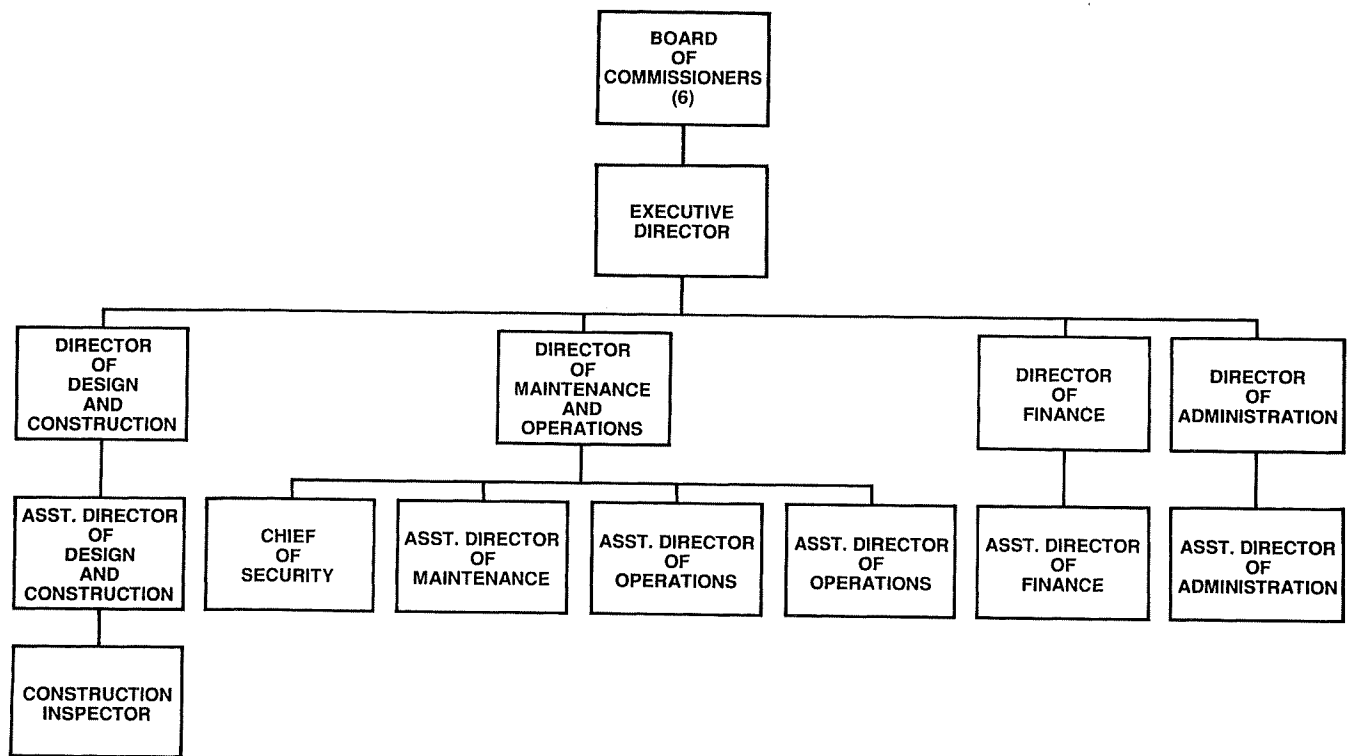 BOARD
OF
COMMISSIONERS
(6)
EXECUTIVE
DIRECTOR
DIRECTOR
OF
DESIGN
AND
CONSTRUCTION
DIRECTOR
OF
MAINTENANCE
AND
OPERATIONS
DIRECTOR
OF
FINANCE
DIRECTOR
OF
ADMINISTRATION
ASST. DIRECTOR
OF
DESIGN
AND
CONSTRUCTION
CHIEF
OF
SECURITY
ASST. DIRECTOR
OF
MAINTENANCE
ASST. DIRECTOR
OF
OPERATIONS
ASST. DIRECTOR
OF
OPERATIONS
ASST. DIRECTOR
OF
FINANCE
ASST. DIRECTOR
OF
ADMINISTRATION
CONSTRUCTION
INSPECTOR